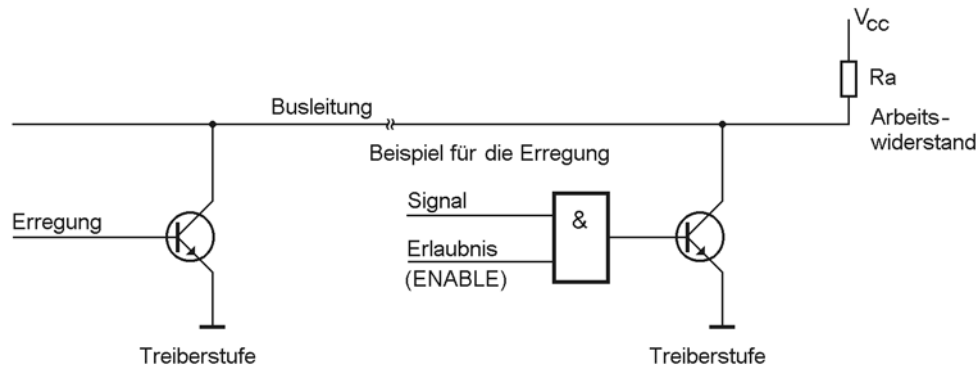 VCC
Ra
Busleitung
Arbeits-
widerstand
Beispiel für die Erregung
Signal
Erregung
&
Erlaubnis
(ENABLE)
Treiberstufe
Treiberstufe